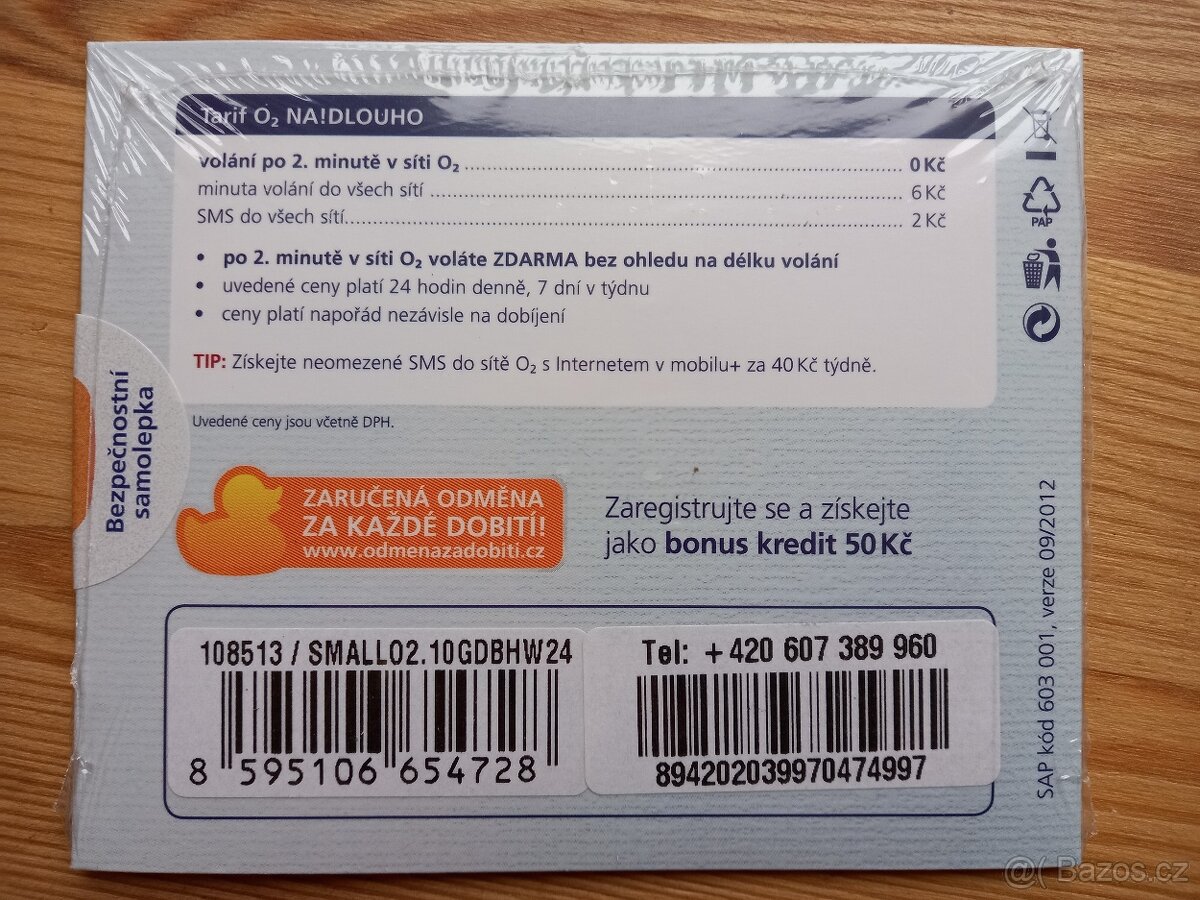 Tarif O₂ NA!DLOUHO
volání po 2. minutě v síti O₂ ........ 0 Kč
minuta volání do všech sítí ........ 6 Kč
SMS do všech sítí........ 2 Kč
• po 2. minutě v síti O₂ voláte ZDARMA bez ohledu na délku volání
• uvedené ceny platí 24 hodin denně, 7 dní v týdnu
• ceny platí napořád nezávisle na dobíjení
TIP: Získejte neomezené SMS do sítě O₂ s Internetem v mobilu+ za 40 Kč týdně.
Uvedené ceny jsou včetně DPH.
PAP
Bezpečnostní
samolepka
ZARUČENÁ ODMĚNA
ZA KAŽDÉ DOBITÍ!
www.odmenazadobiti.cz
Zaregistrujte se a získejte
jako bonus kredit 50 Kč
108513 / SMALLO2.10GDBHW24
8 595106 654728
Tel: +420 607 389 960
894202039970474997
SAP kód 603 001, verze 09/2012
@( Bazos.cz